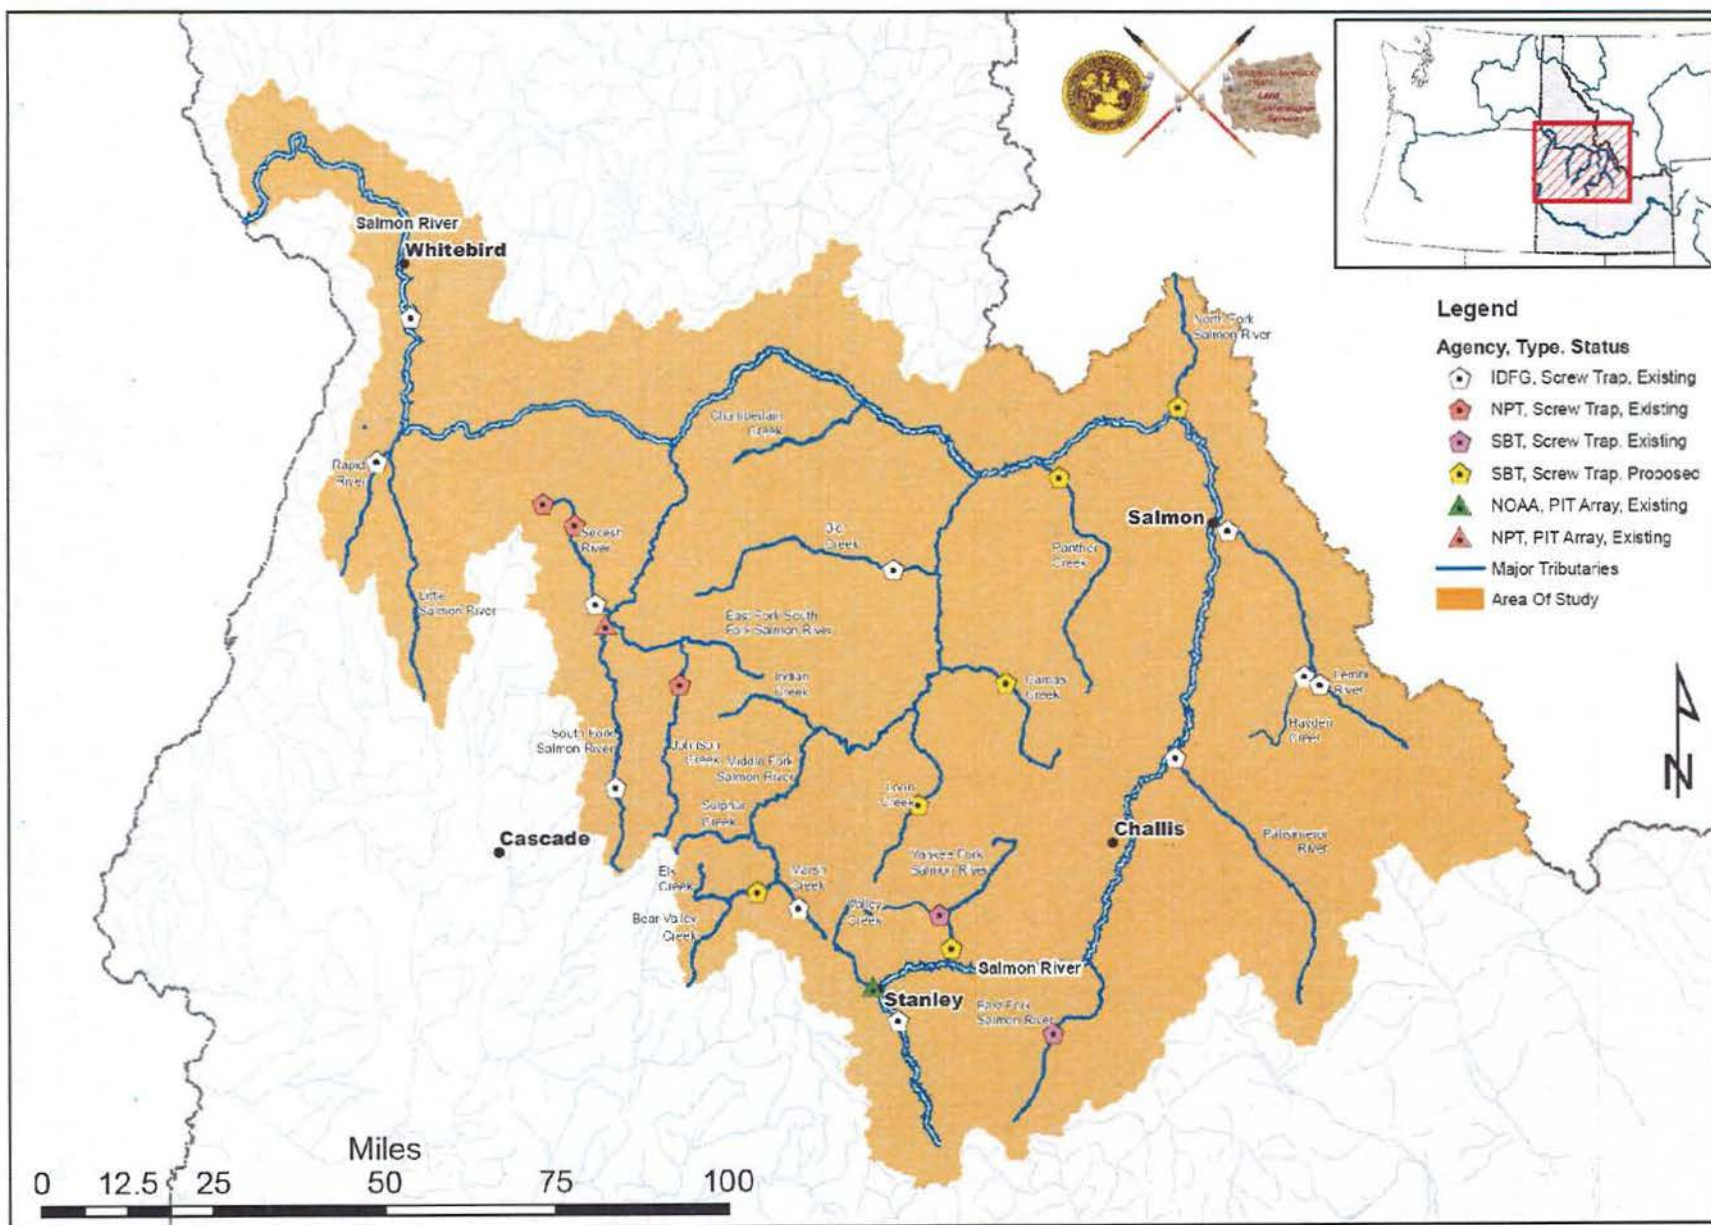 Salmon River
Whitebird
North Fork
Salmon River
Legend
Agency, Type, Status
IDFG, Screw Trap, Existing
NPT, Screw Trap, Existing
SBT, Screw Trap, Existing
SBT, Screw Trap, Proposed
NOAA, PIT Array, Existing
NPT, PIT Array, Existing
Major Tributaries
Area Of Study
Chamberlain
Creek
Rapid
River
Salmon
Secesh
River
Creek
Panther
Creek
Little
Salmon River
East Fork South
Fork Salmon River
Indian
Creek
Camas
Creek
Lemhi
River
Hayden
Creek
South Fork
Salmon River
Johnson
Creek
Middle Fork
Salmon River
Sulphur
Creek
Loon
Creek
Cascade
Challis
Pahsimeroi
River
Yankee Fork
Salmon River
Elk
Creek
Marsh
Creek
Valley
Creek
Bear Valley
Creek
Salmon River
Stanley
East Fork
Salmon River
N
Miles
0 12.5 25 50 75 100